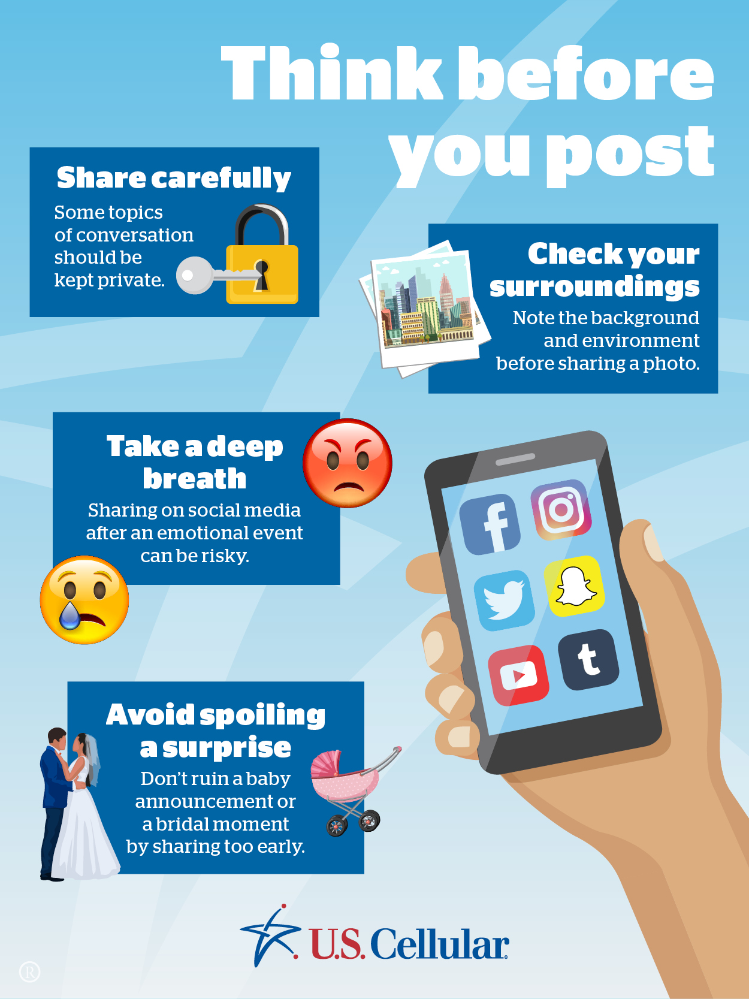 Think before
you post
Share carefully
Some topics
of conversation
should be
kept private.
Check your
surroundings
Note the background
and environment
before sharing a photo.
Take a deep
breath
Sharing on social media
after an emotional event
can be risky.
Avoid spoiling
a surprise
Don’t ruin a baby
announcement or
a bridal moment
by sharing too early.
f
t
U.S. Cellular®
®